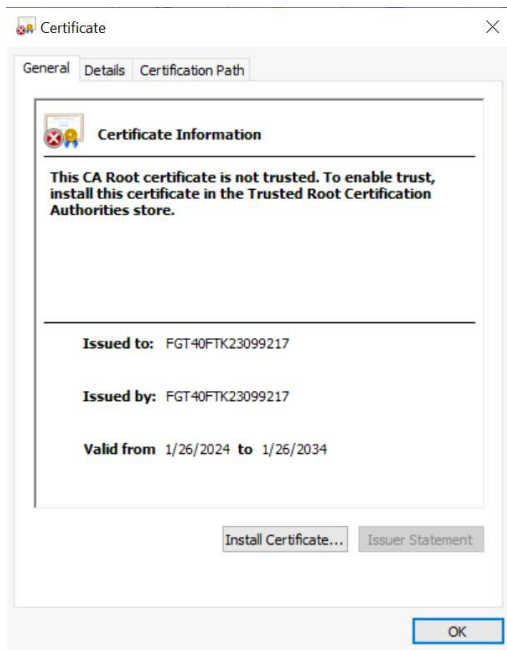 Certificate
General Details Certification Path
Certificate Information
This CA Root certificate is not trusted. To enable trust,
install this certificate in the Trusted Root Certification
Authorities store.
Issued to: FGT40FTK23099217
Issued by: FGT40FTK23099217
Valid from 1/26/2024 to 1/26/2034
Install Certificate... Issuer Statement
OK